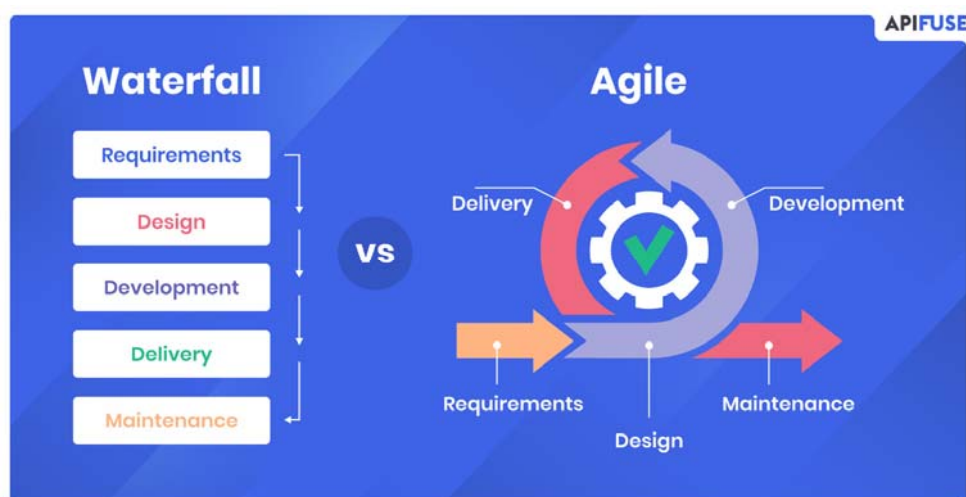 APIFUSE
Waterfall
Requirements
Design
Development
Delivery
Maintenance
vs
Agile
Delivery
Development
Requirements
Design
Maintenance